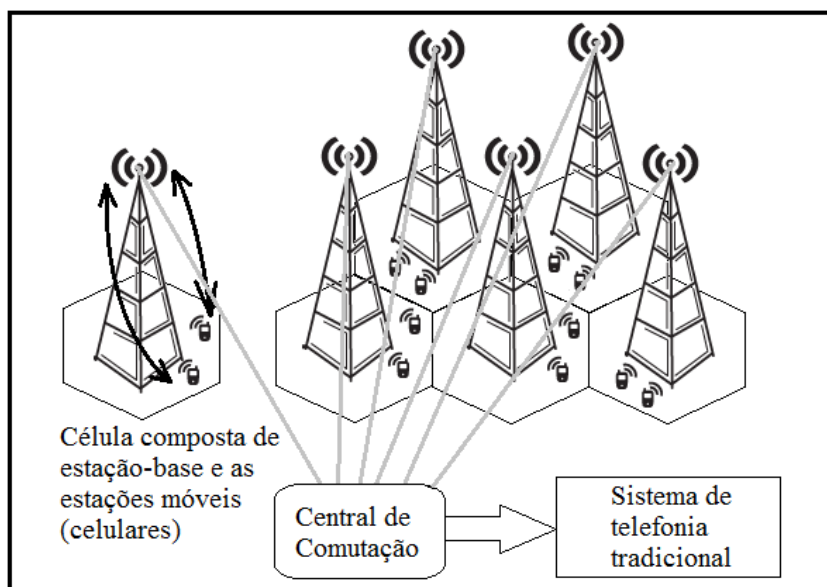 Célula composta de
estação-base e as
estações móveis
(celulares)
Central de
Comutação
Sistema de
telefonia
tradicional